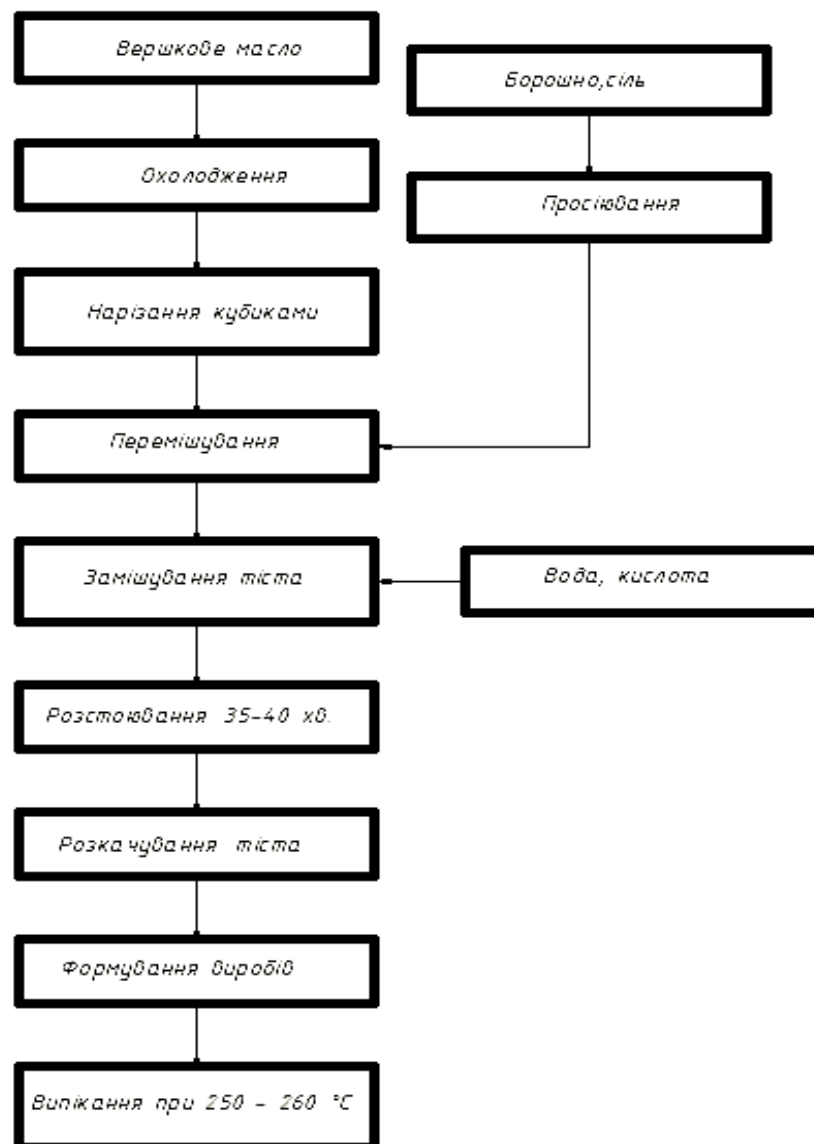 Вершкове масло
Борошно,сіль
Охолодження
Просіювання
Нарізання кубиками
Перемішування
Замішування тіста
Вода, кислота
Розстоювання 35-40 хв.
Розкачування тіста
Формування виробів
Випікання при 250 - 260 °С